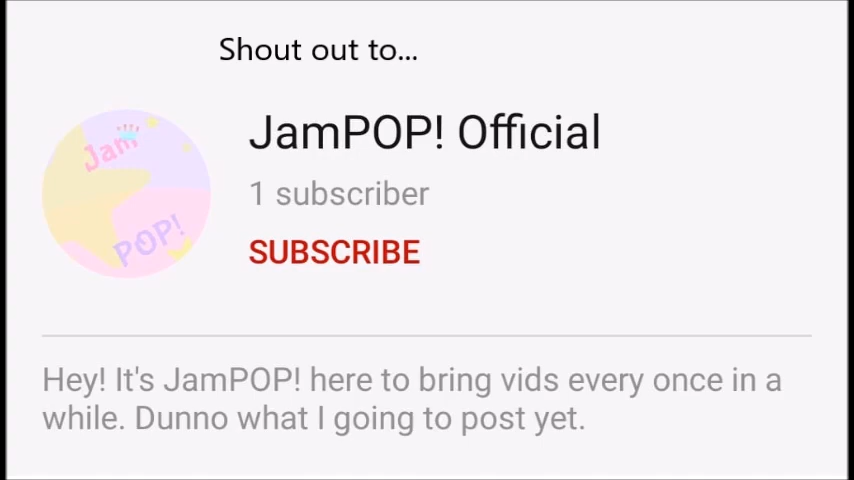 Shout out to...
Jam
POP!
JamPOP! Official
1 subscriber
SUBSCRIBE
Hey! It's JamPOP! here to bring vids every once in a
while. Dunno what I going to post yet.